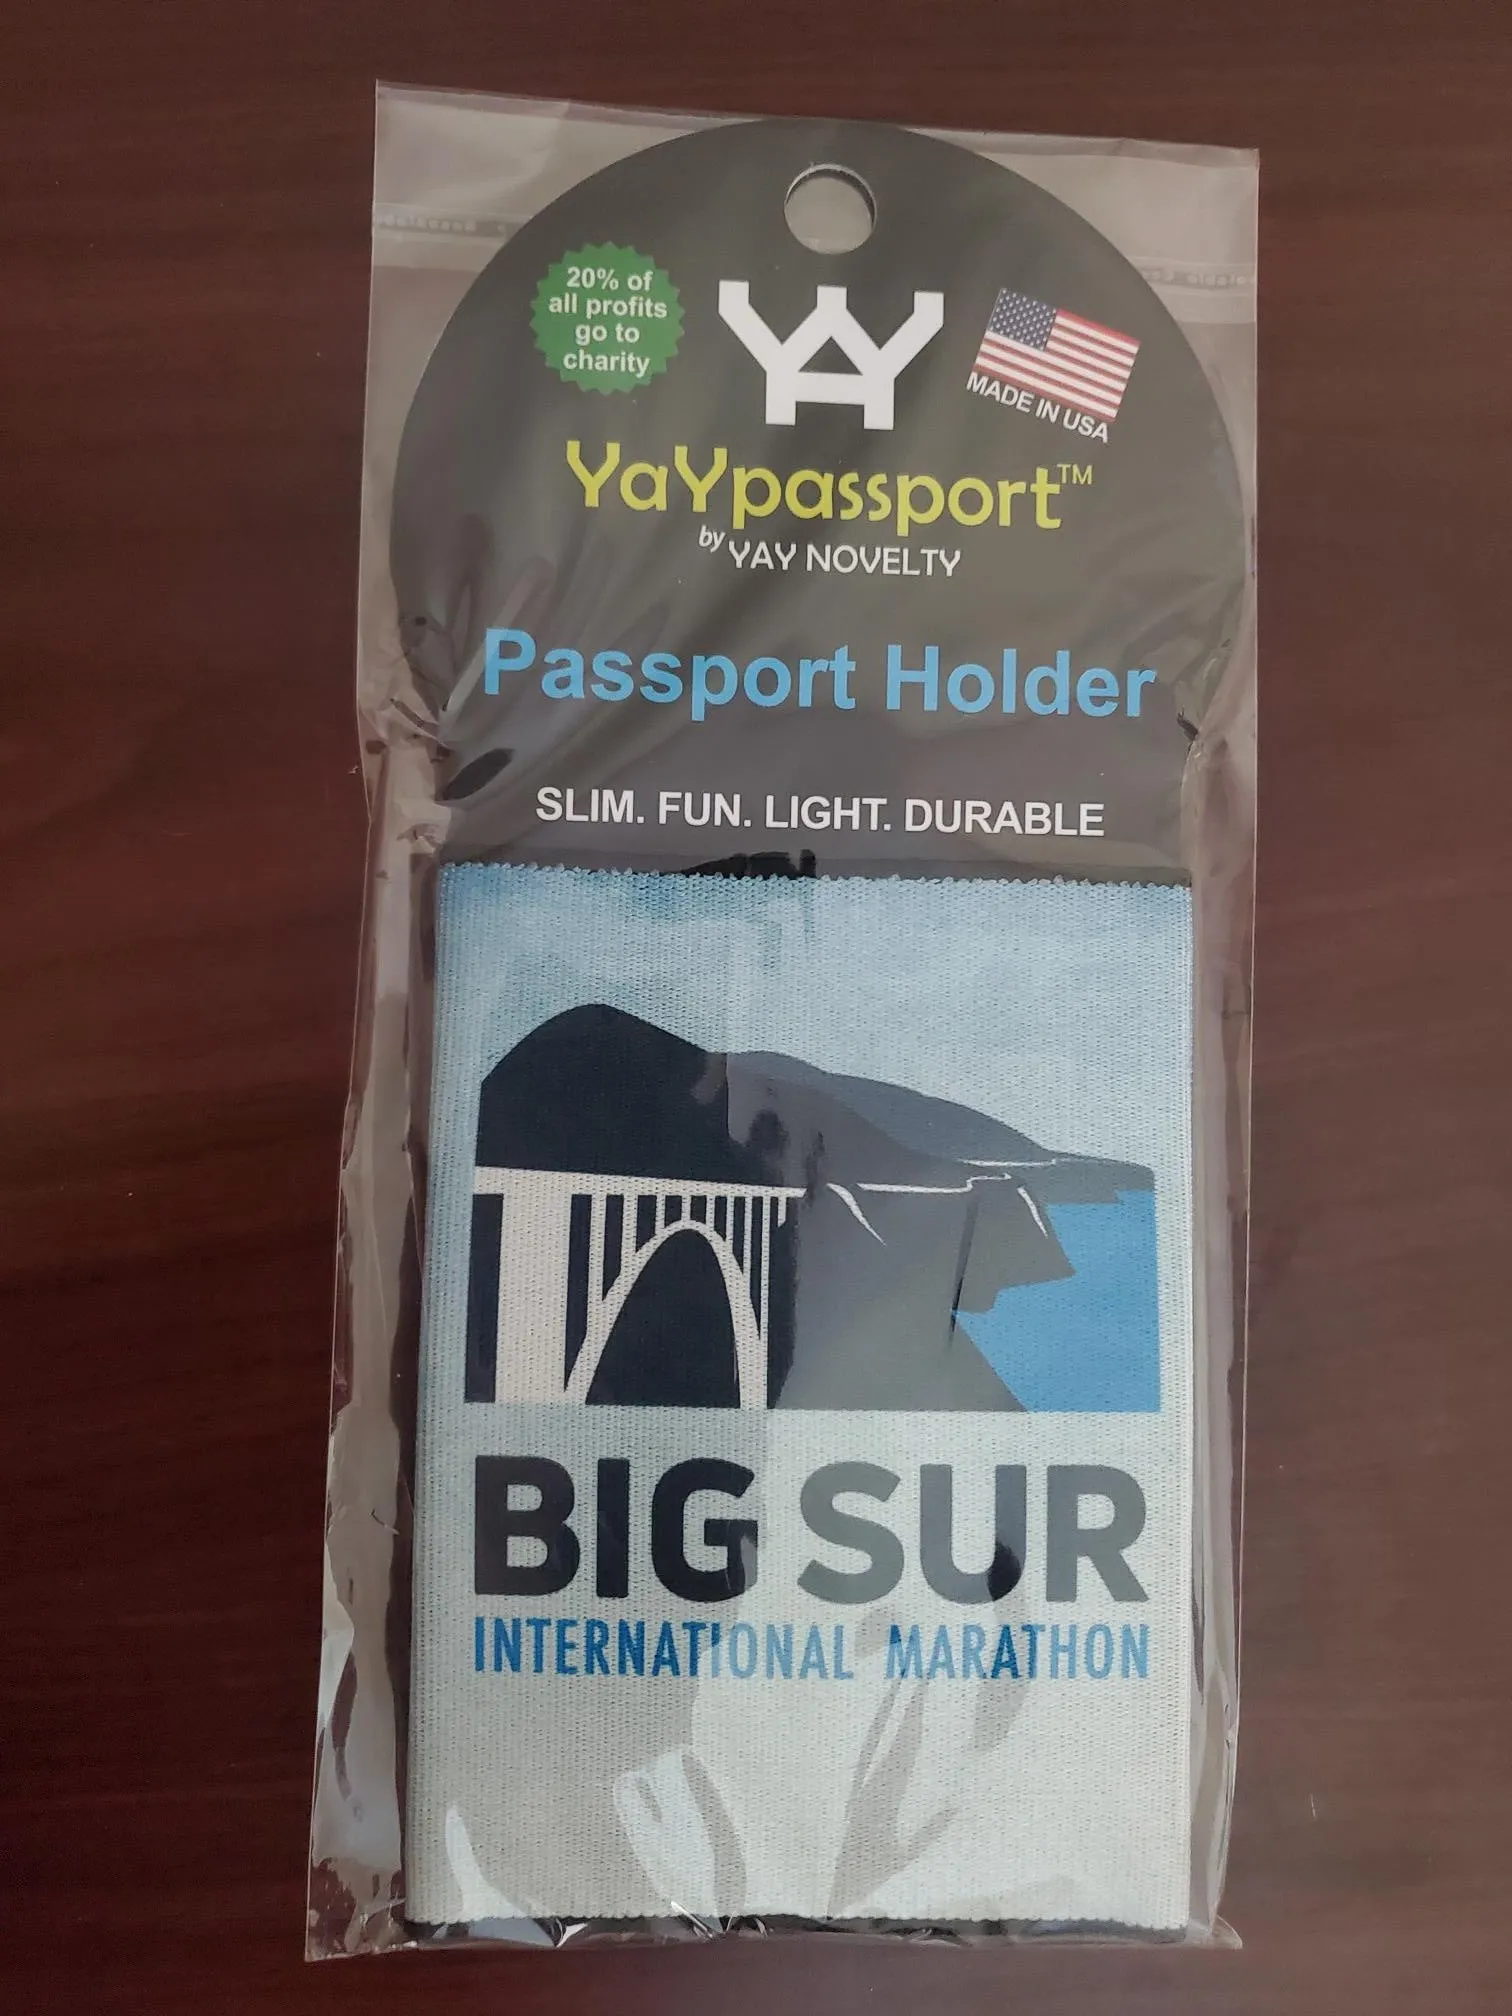 20% of
all profits
go to
charity
YAY
MADE IN USA
YaYpassport™
by YAY NOVELTY
Passport Holder
SLIM. FUN. LIGHT. DURABLE
BIG SUR
INTERNATIONAL MARATHON